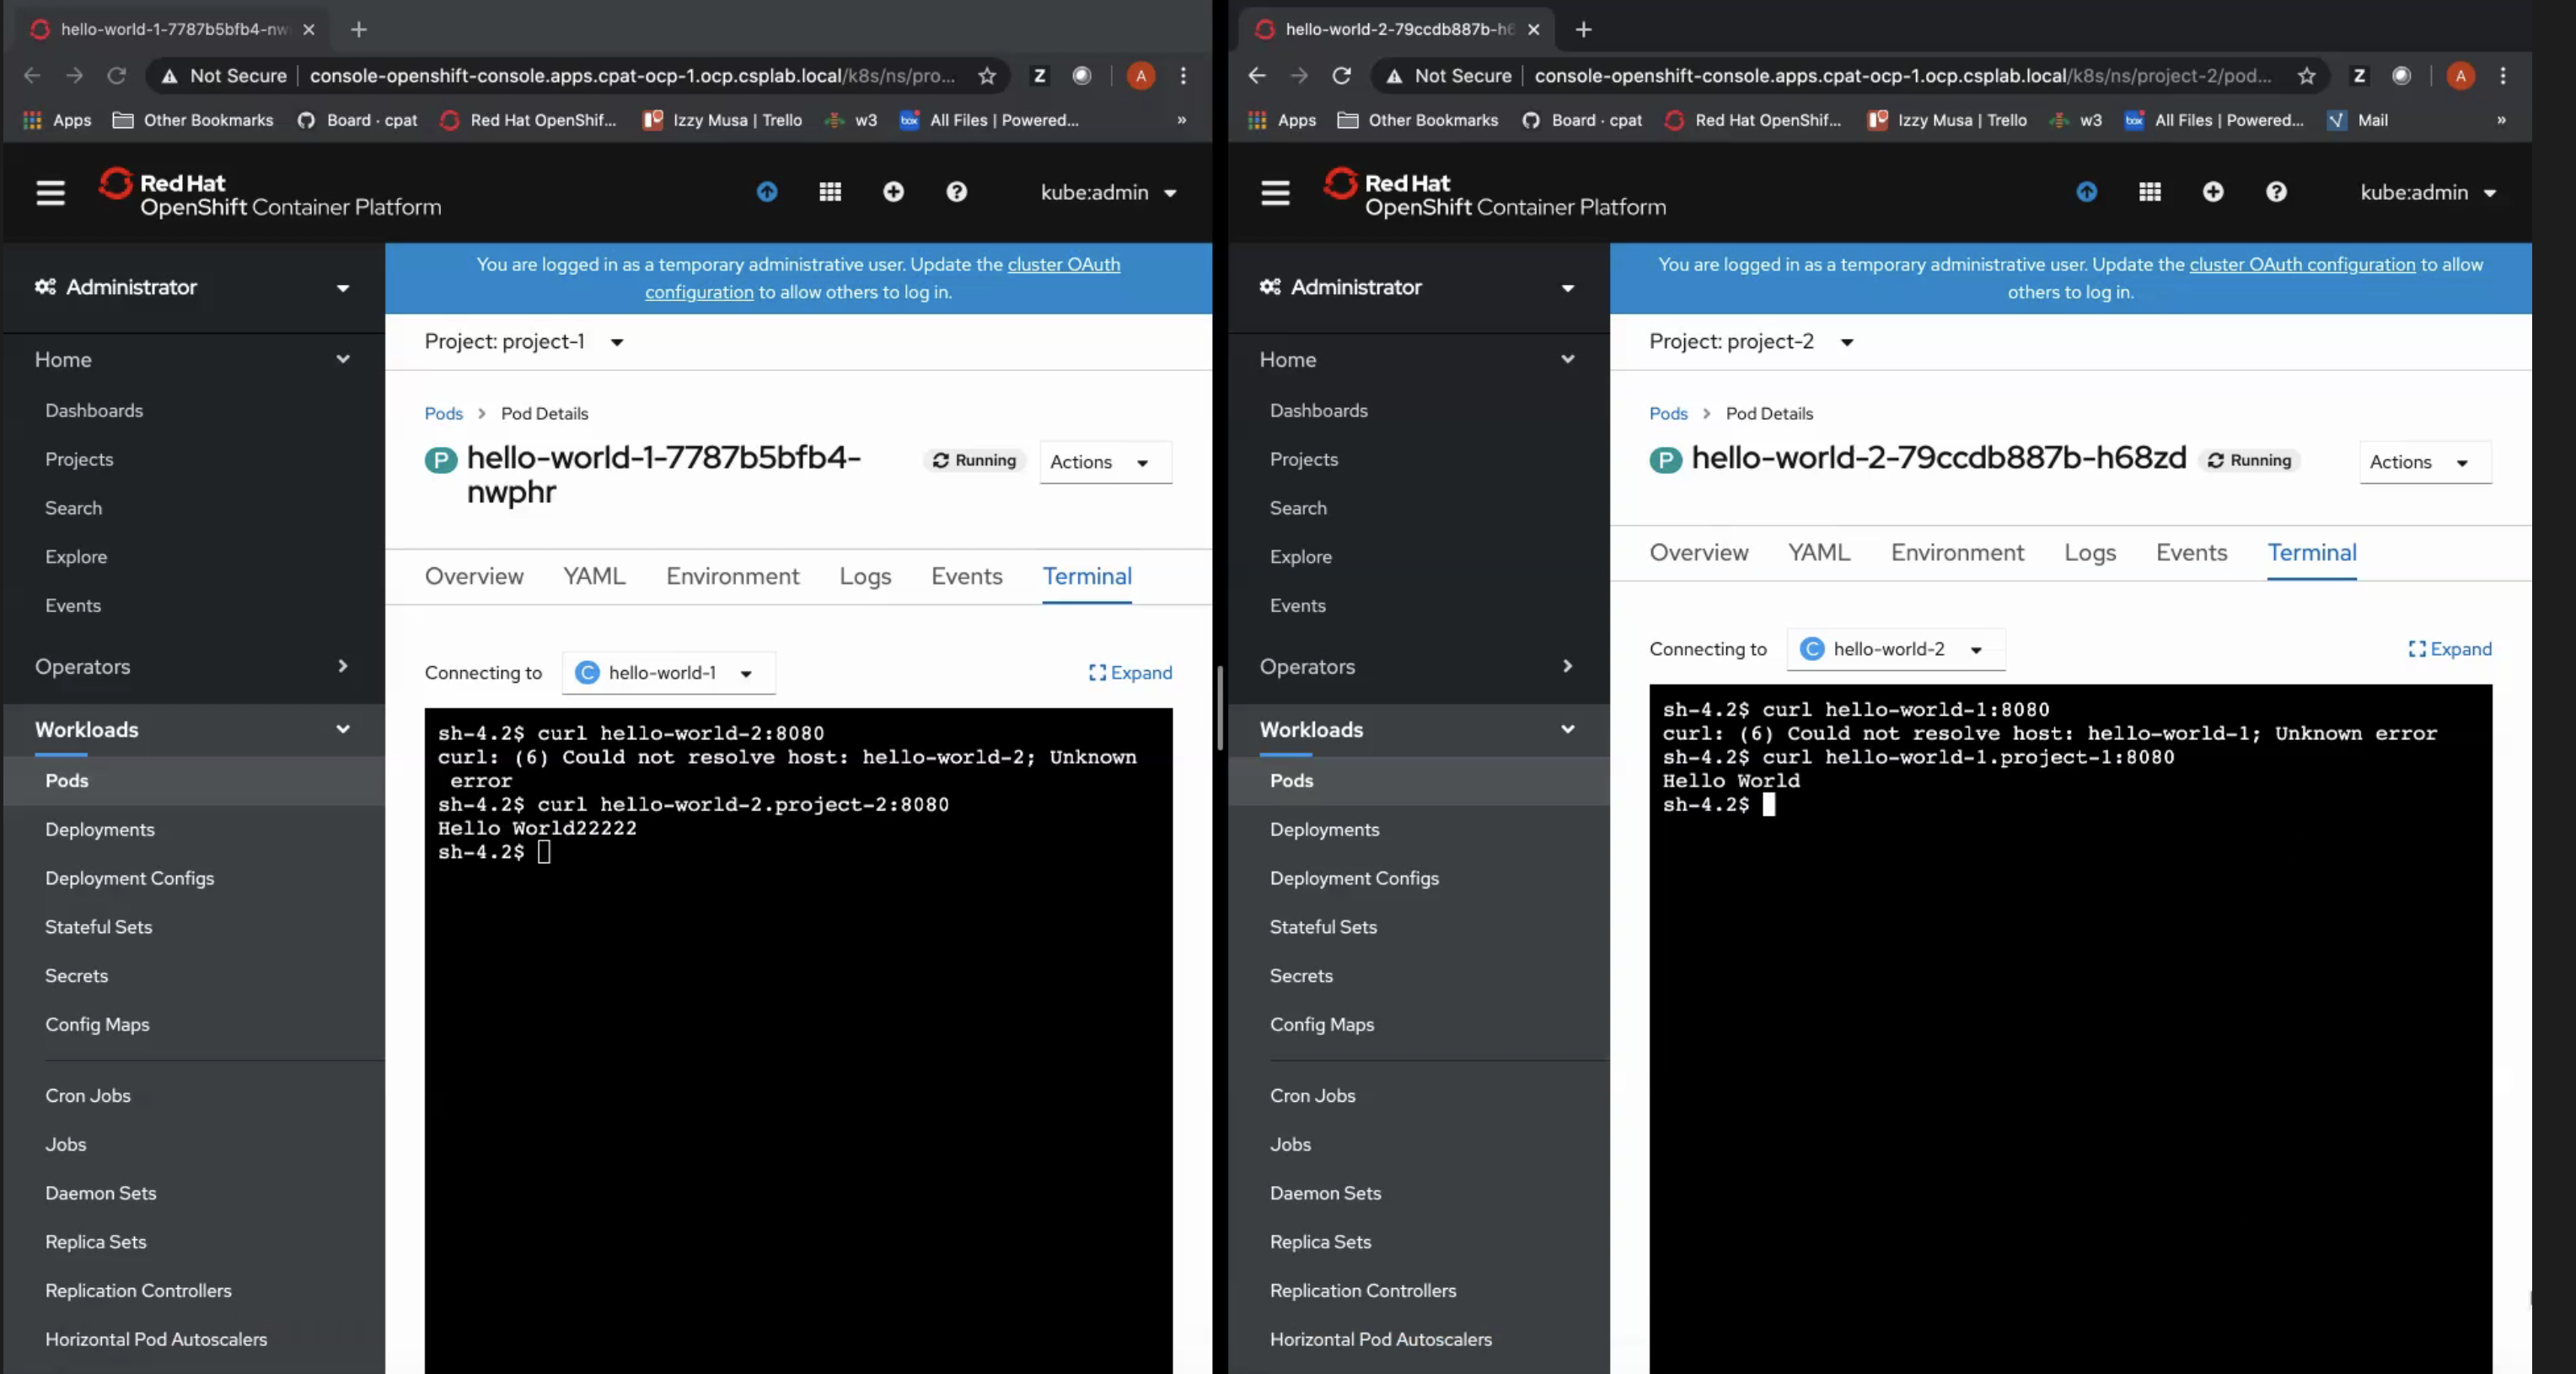 hello-world-1-7787b5bfb4-nw
Not Secure console-openshift-console.apps.cpat-ocp-1.ocp.csplab.local/k8s/ns/pro... Z A
Apps Other Bookmarks Board · cpat Red Hat OpenShif... Izzy Musa | Trello w3 box All Files | Powered... »
Red Hat
OpenShift Container Platform
kube:admin
Administrator
Home
Dashboards
Projects
Search
Explore
Events
Operators
Workloads
Pods
Deployments
Deployment Configs
Stateful Sets
Secrets
Config Maps
Cron Jobs
Jobs
Daemon Sets
Replica Sets
Replication Controllers
Horizontal Pod Autoscalers
You are logged in as a temporary administrative user. Update the cluster OAuth
configuration to allow others to log in.
Project: project-1
Pods > Pod Details
P hello-world-1-7787b5bfb4-
nwphr
Running
Actions
Overview YAML Environment Logs Events Terminal
Connecting to C hello-world-1 Expand
sh-4.2$ curl hello-world-2:8080
curl: (6) Could not resolve host: hello-world-2; Unknown
error
sh-4.2$ curl hello-world-2.project-2:8080
Hello World22222
sh-4.2$
hello-world-2-79ccdb887b-h6
Not Secure console-openshift-console.apps.cpat-ocp-1.ocp.csplab.local/k8s/ns/project-2/pod... Z A
Apps Other Bookmarks Board · cpat Red Hat OpenShif... Izzy Musa | Trello w3 box All Files | Powered... Mail »
Red Hat
OpenShift Container Platform
kube:admin
Administrator
Home
Dashboards
Projects
Search
Explore
Events
Operators
Workloads
Pods
Deployments
Deployment Configs
Stateful Sets
Secrets
Config Maps
Cron Jobs
Jobs
Daemon Sets
Replica Sets
Replication Controllers
Horizontal Pod Autoscalers
You are logged in as a temporary administrative user. Update the cluster OAuth configuration to allow
others to log in.
Project: project-2
Pods > Pod Details
P hello-world-2-79ccdb887b-h68zd
Running
Actions
Overview YAML Environment Logs Events Terminal
Connecting to C hello-world-2 Expand
sh-4.2$ curl hello-world-1:8080
curl: (6) Could not resolve host: hello-world-1; Unknown error
sh-4.2$ curl hello-world-1.project-1:8080
Hello World
sh-4.2$